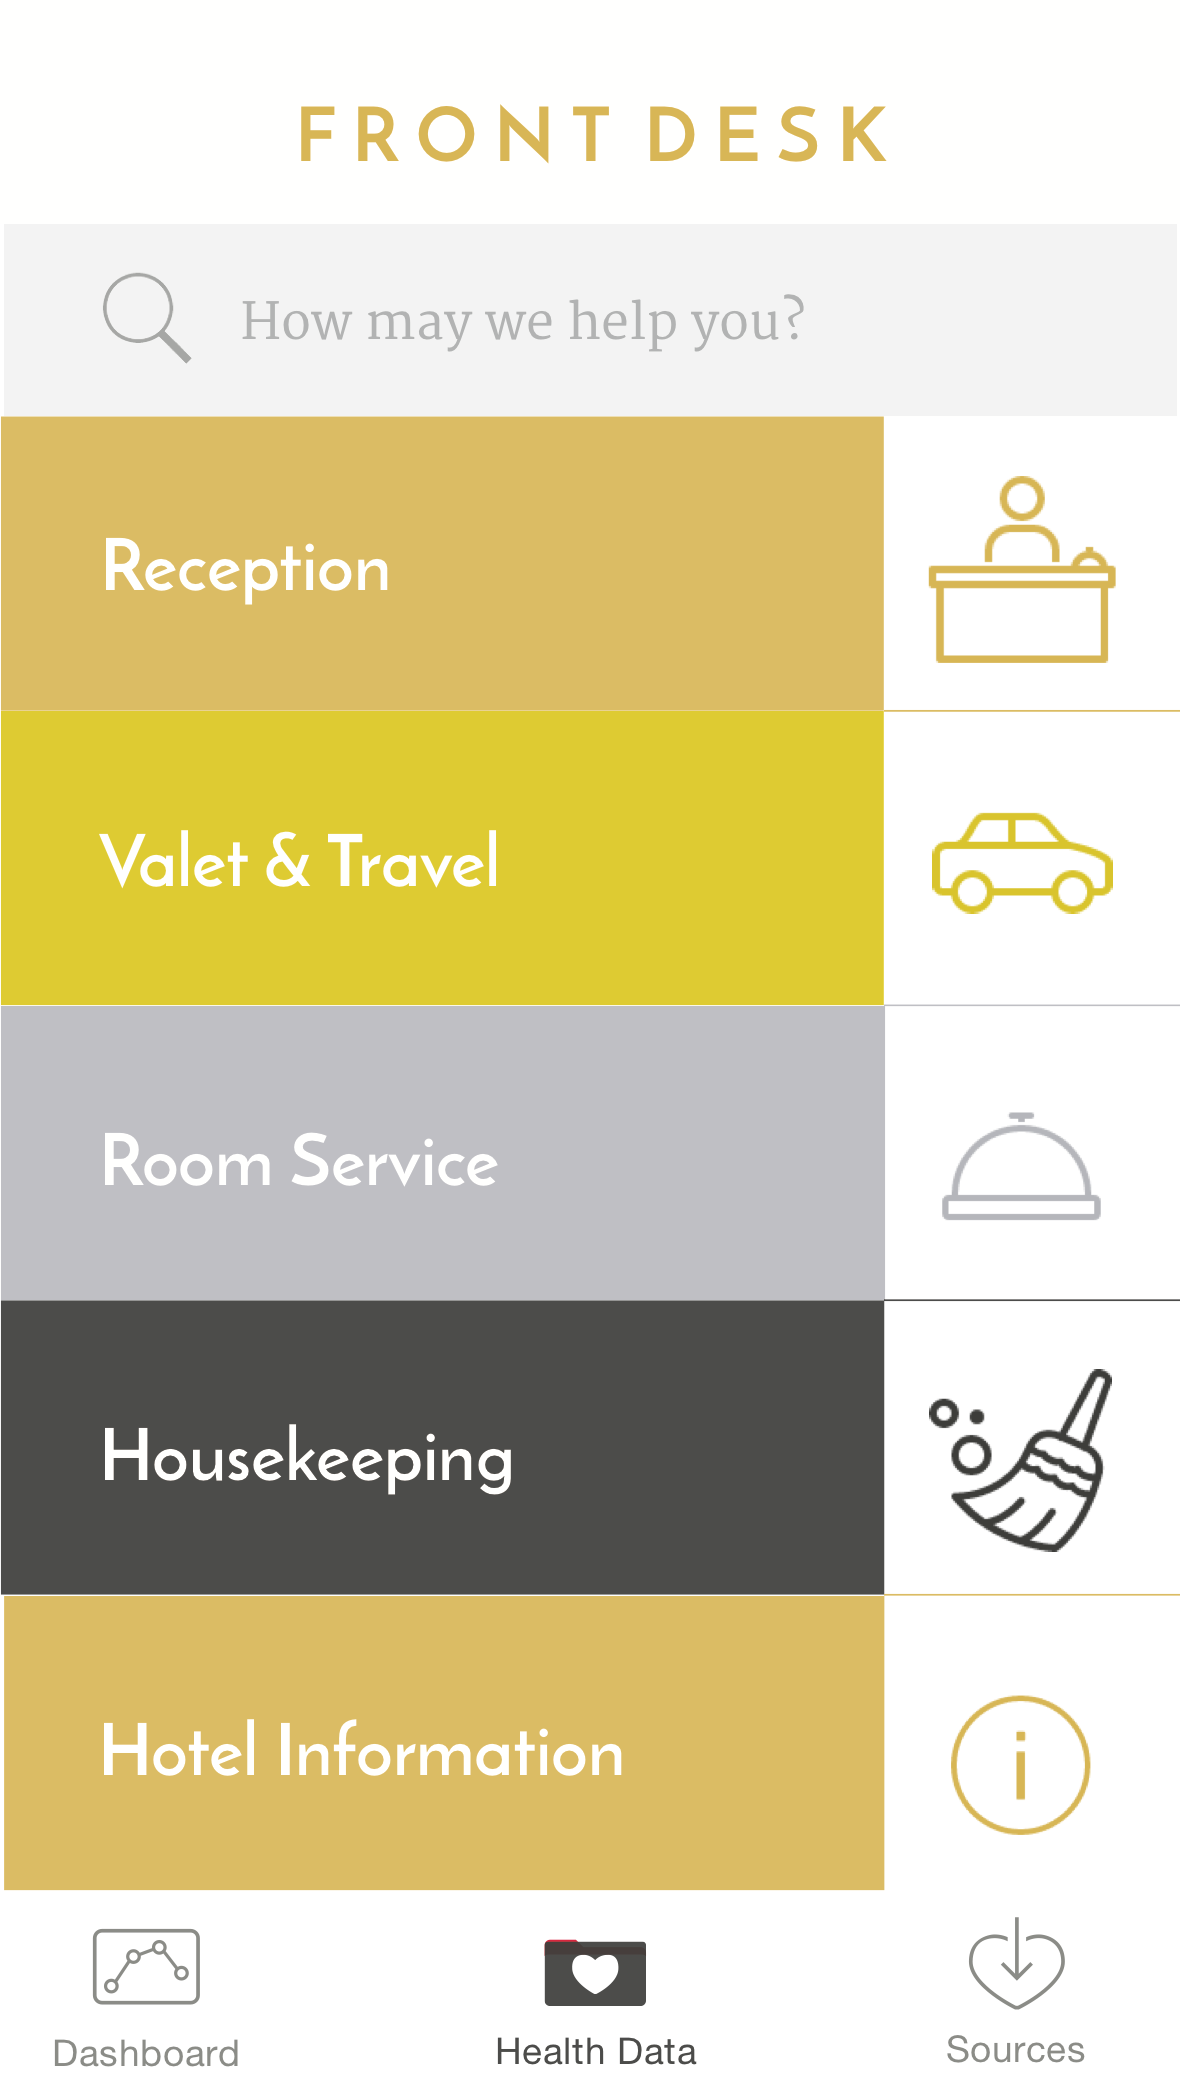 FRONT DESK
How may we help you?
Reception
Valet & Travel
Room Service
Housekeeping
Hotel Information
Dashboard
Health Data
Sources